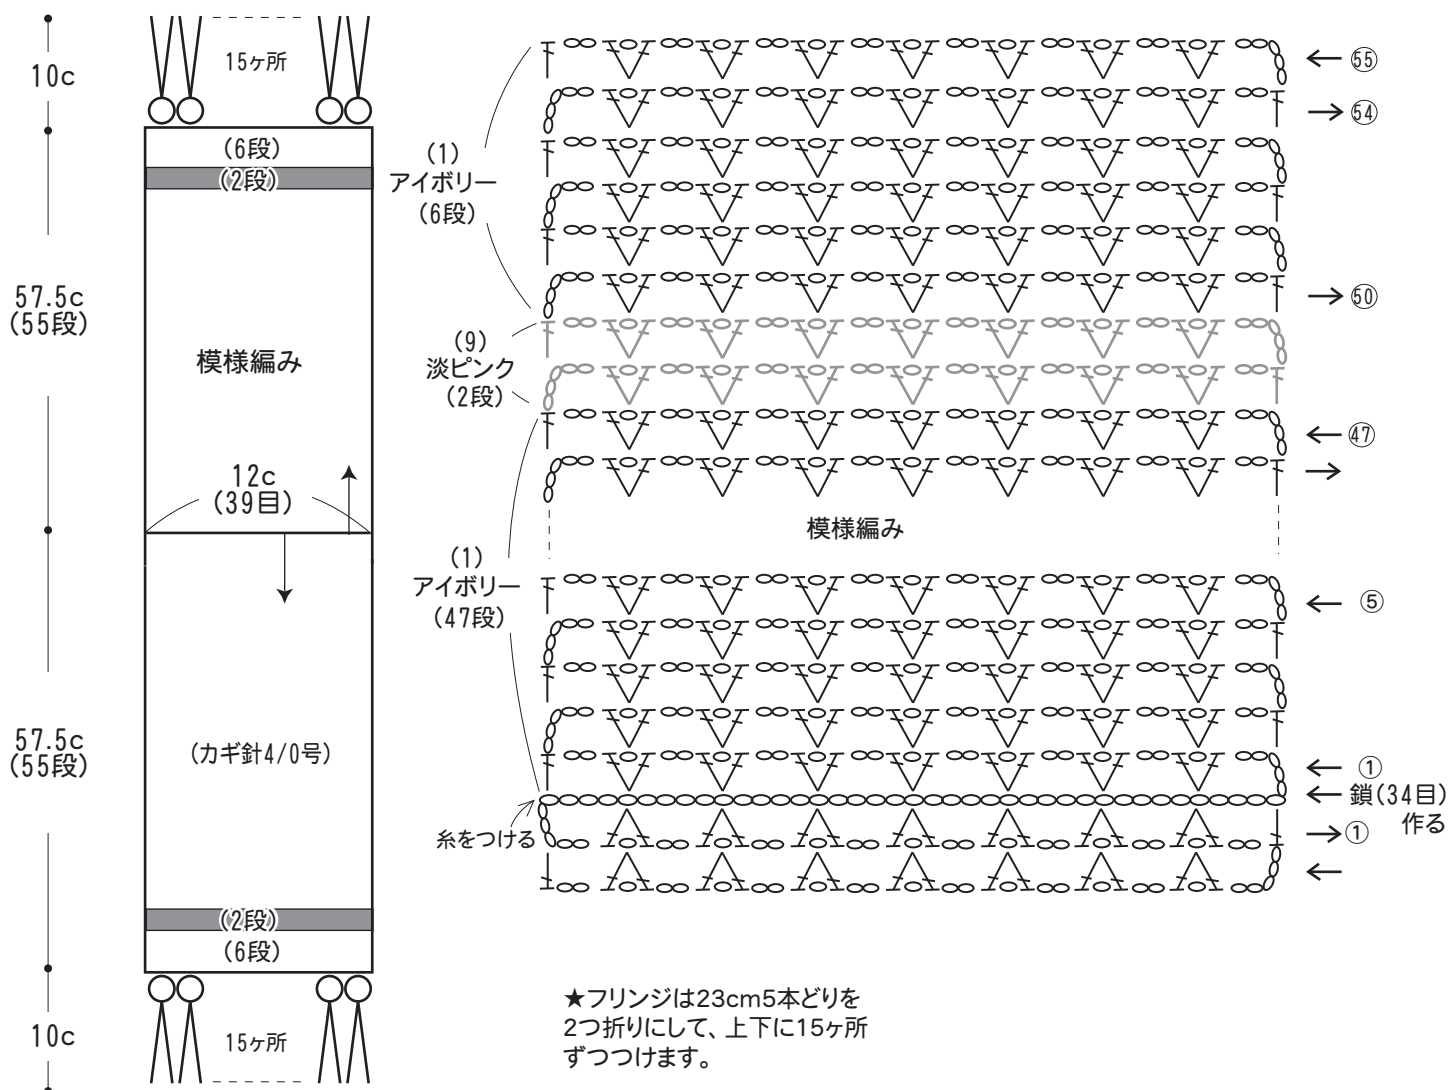 10c
15ヶ所
(6段)
(2段)
57.5c
(55段)
模様編み
12c
(39目)
57.5c
(55段)
(カギ針4/0号)
(2段)
(6段)
10c
15ヶ所
(1)
アイボリー
(6段)
(9)
淡ピンク
(2段)
(1)
アイボリー
(47段)
糸をつける
模様編み
← 55
→ 54
→ 50
← 47
→
← ⑤
← ①
← 鎖(34目)
作る
→ ①
←
★フリンジは23cm5本どりを
2つ折りにして、上下に15ヶ所
ずつつけます。